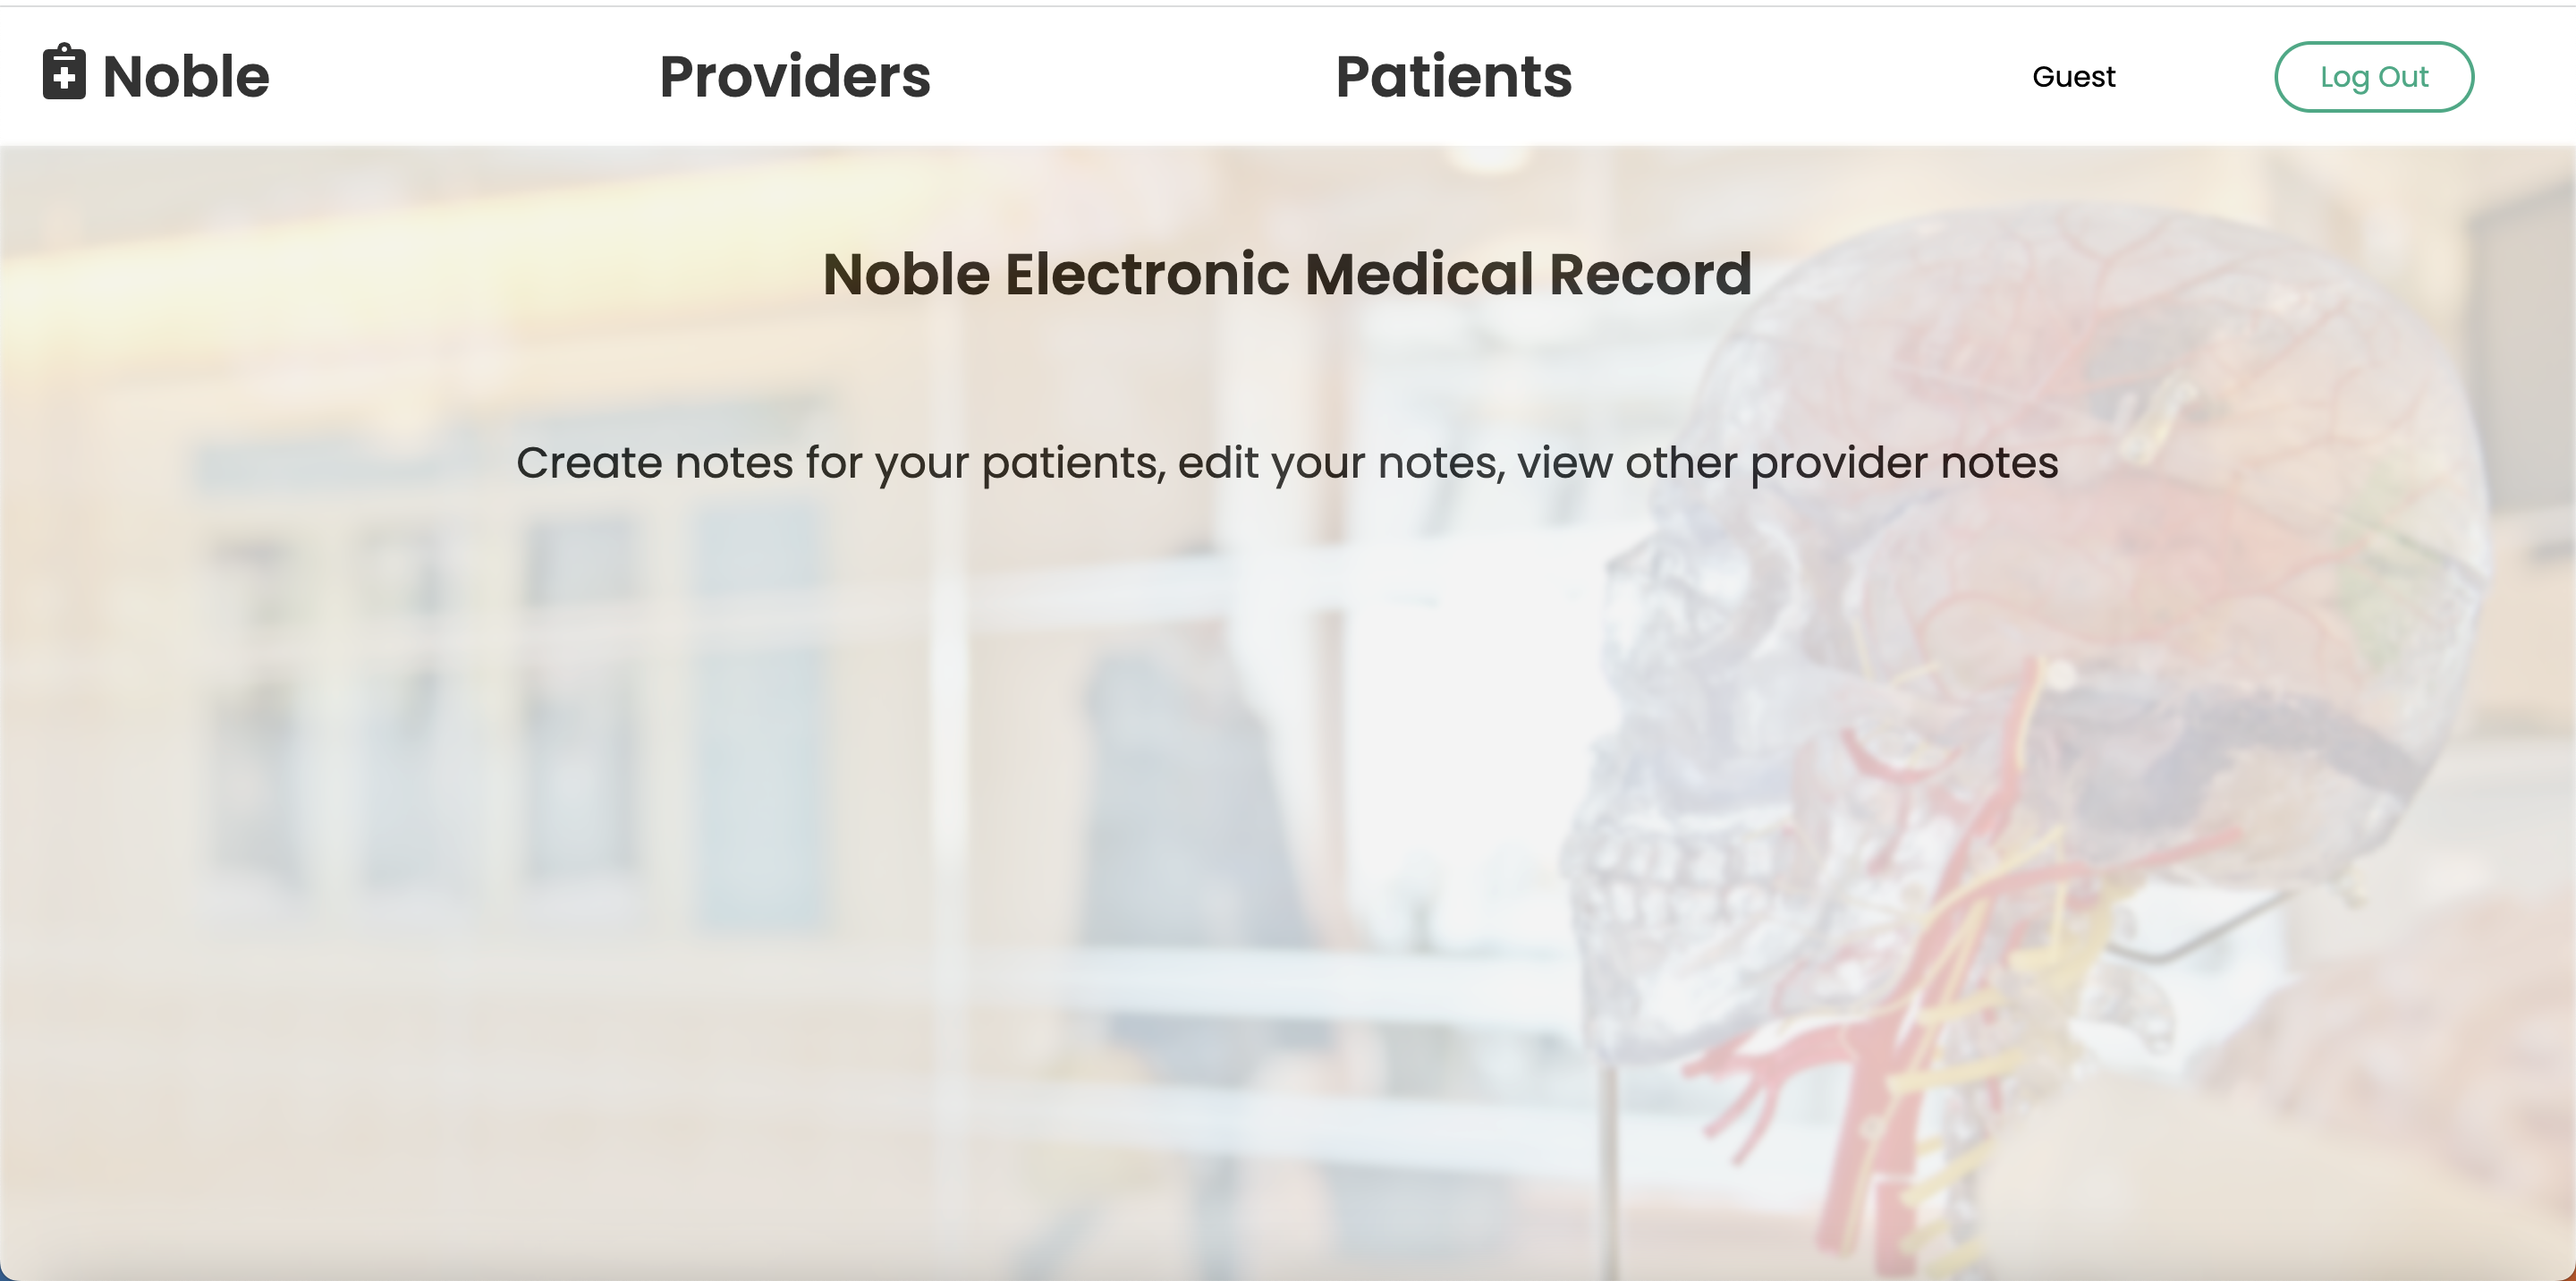 Noble Providers Patients Guest Log Out
Noble Electronic Medical Record
Create notes for your patients, edit your notes, view other provider notes